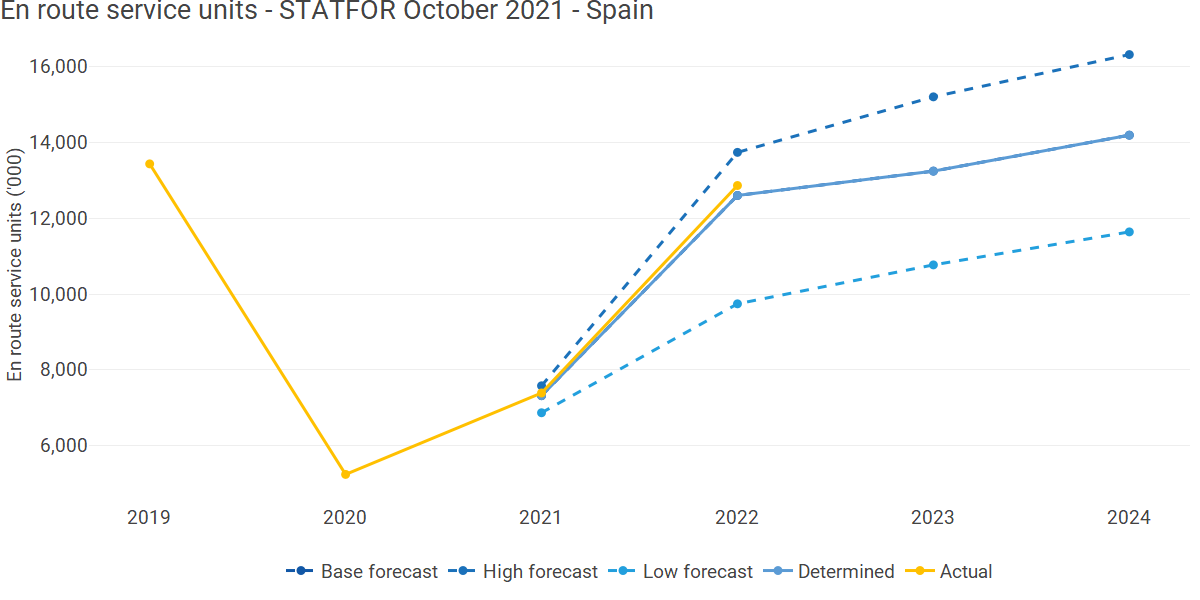 En route service units - STATFOR October 2021 - Spain
En route service units ('000)
16,000
14,000
12,000
10,000
8,000
6,000
2019 2020 2021 2022 2023 2024
Base forecast High forecast Low forecast Determined Actual